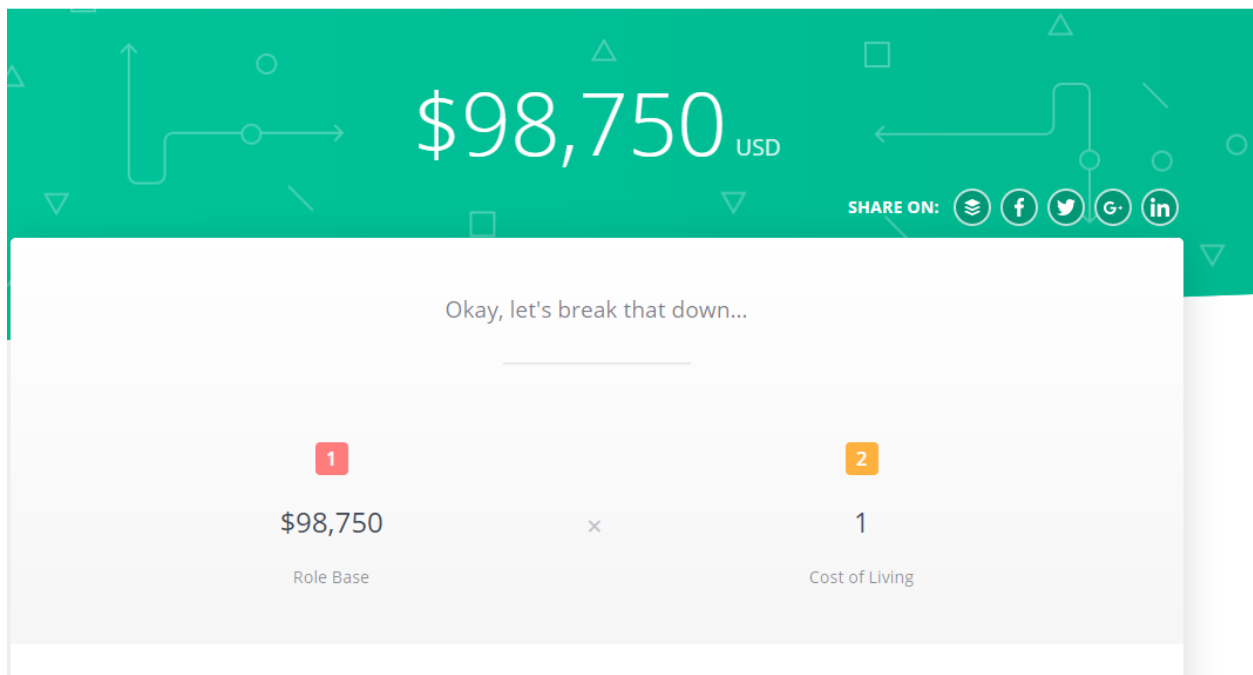 $98,750 USD
SHARE ON: f G+ in
Okay, let's break that down...
1 2
$98,750 × 1
Role Base Cost of Living